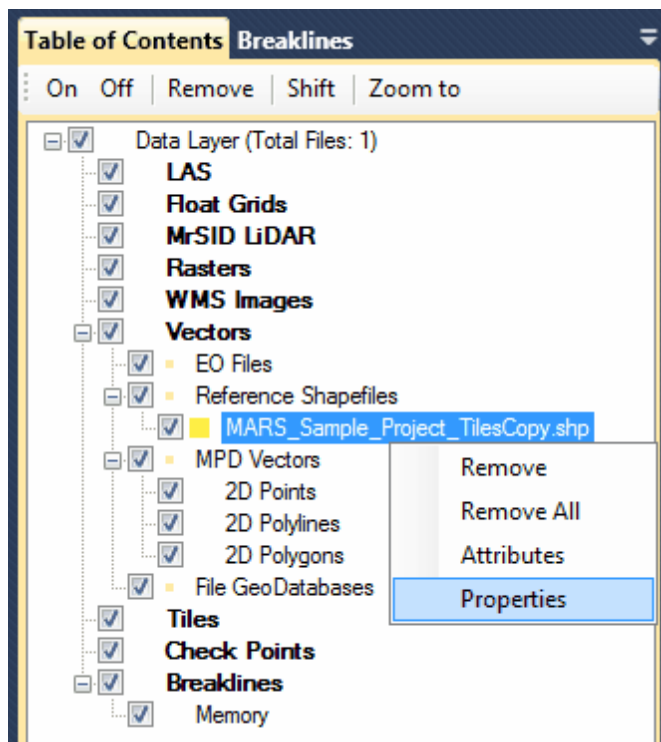 Table of Contents Breaklines
On Off Remove Shift Zoom to
Data Layer (Total Files: 1)
LAS
Float Grids
MrSID LiDAR
Rasters
WMS Images
Vectors
EO Files
Reference Shapefiles
MARS_Sample_Project_TilesCopy.shp
MPD Vectors
2D Points
2D Polylines
2D Polygons
File GeoDatabases
Tiles
Check Points
Breaklines
Memory
Remove
Remove All
Attributes
Properties